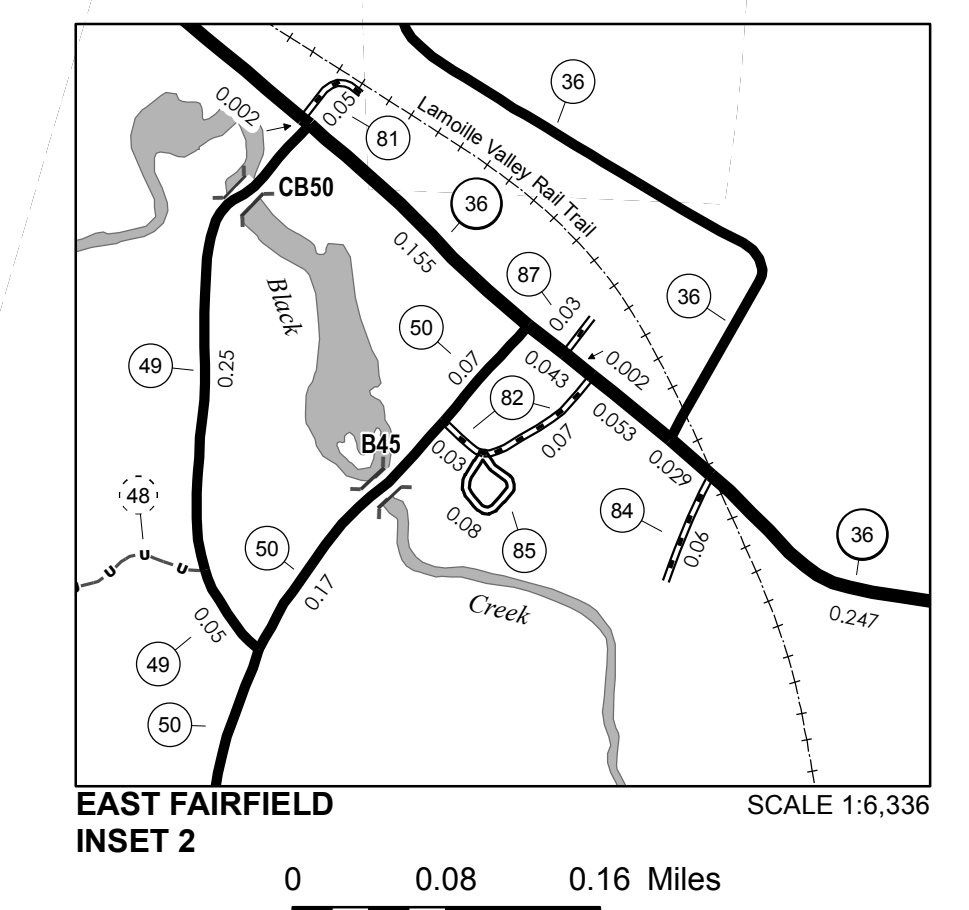 36
0.002
0.05
81
Lamoille Valley Rail Trail
CB50
36
0.155
87
36
Black
0.03
50
0.07
0.043
0.002
49
0.25
82
0.053
0.07
B45
0.03
0.029
48
0.08
84
36
50
85
0.06
0.17
Creek
0.247
0.05
49
50
U
U
U
EAST FAIRFIELD
INSET 2
SCALE 1:6,336
0 0.08 0.16 Miles